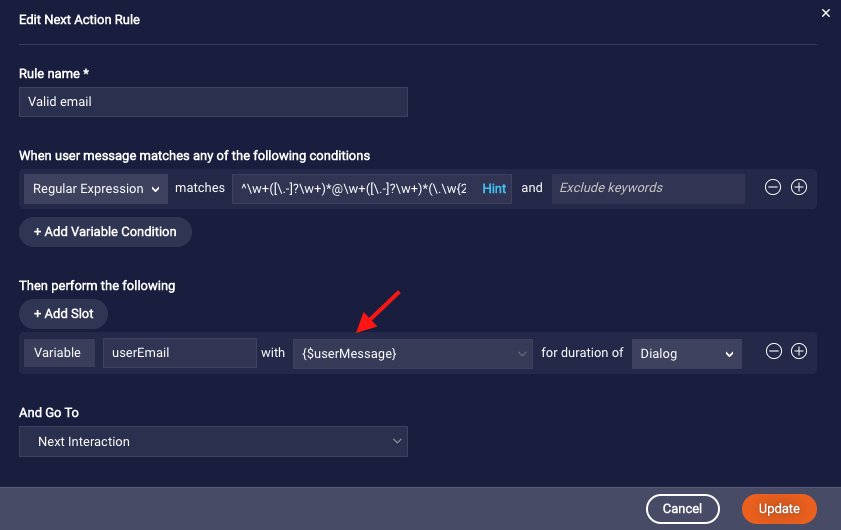 Edit Next Action Rule
Rule name *
Valid email
When user message matches any of the following conditions
Regular Expression matches ^\w+([\.-]?\w+)*@\w+([\.-]?\w+)*(\.\w{2 Hint and Exclude keywords
+ Add Variable Condition
Then perform the following
+ Add Slot
Variable userEmail with {$userMessage} for duration of Dialog
And Go To
Next Interaction
Cancel Update